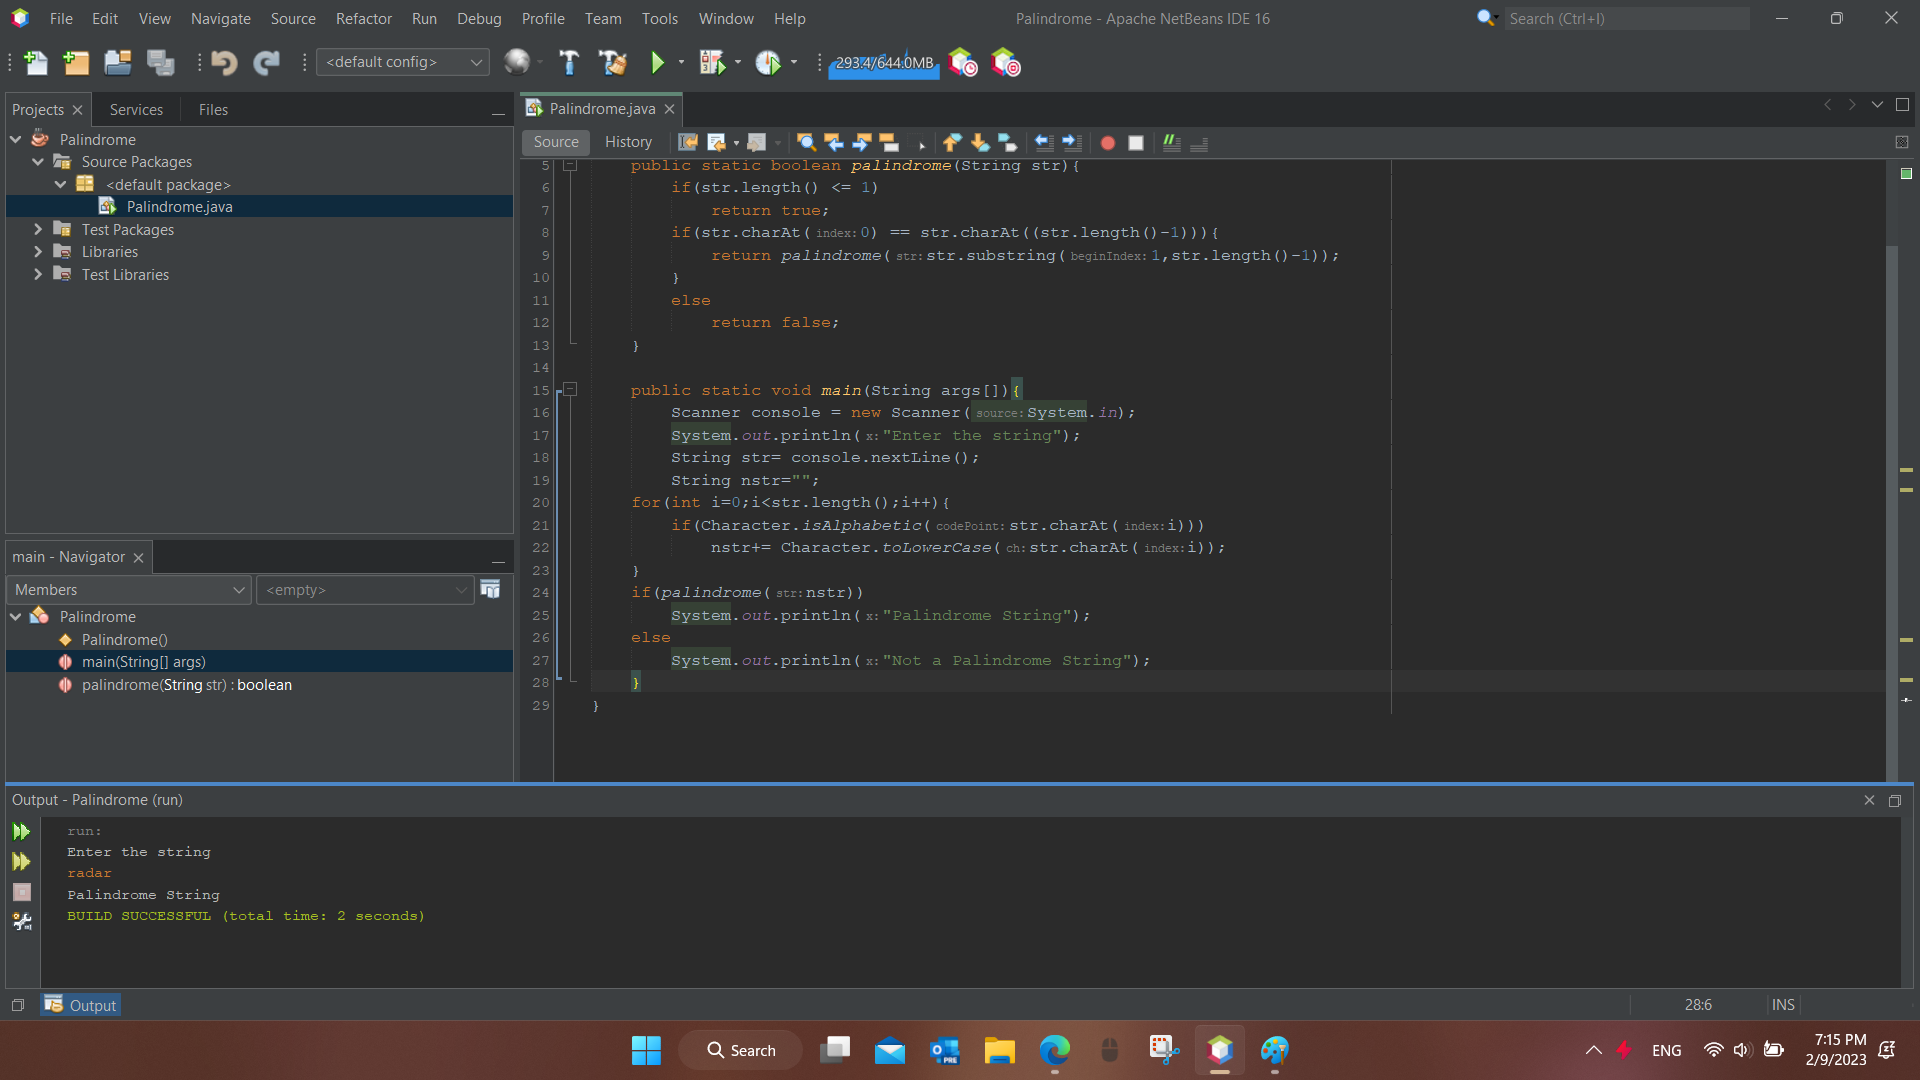 File Edit View Navigate Source Refactor Run Debug Profile Team Tools Window Help
Palindrome - Apache NetBeans IDE 16
Search (Ctrl+I)
<default config>
293.4/644.0MB
Projects Services Files
Palindrome
Source Packages
<default package>
Palindrome.java
Test Packages
Libraries
Test Libraries
main - Navigator
Members <empty>
Palindrome
Palindrome()
main(String[] args)
palindrome(String str) : boolean
Palindrome.java
Source History
5 public static boolean palindrome(String str){
6 if(str.length() <= 1)
7 return true;
8 if(str.charAt( index: 0) == str.charAt((str.length()-1))){
9 return palindrome( str: str.substring( beginIndex: 1,str.length()-1));
10 }
11 else
12 return false;
13 }
14
15 public static void main(String args[]){
16 Scanner console = new Scanner( source: System.in);
17 System.out.println( x: "Enter the string");
18 String str= console.nextLine();
19 String nstr="";
20 for(int i=0;i<str.length();i++){
21 if(Character.isAlphabetic( codePoint: str.charAt( index: i)))
22 nstr+= Character.toLowerCase( ch: str.charAt( index: i));
23 }
24 if(palindrome( str: nstr))
25 System.out.println( x: "Palindrome String");
26 else
27 System.out.println( x: "Not a Palindrome String");
28 }
29 }
Output - Palindrome (run)
run:
Enter the string
radar
Palindrome String
BUILD SUCCESSFUL (total time: 2 seconds)
Output
28:6 INS
Search
PRE
ENG
7:15 PM
2/9/2023